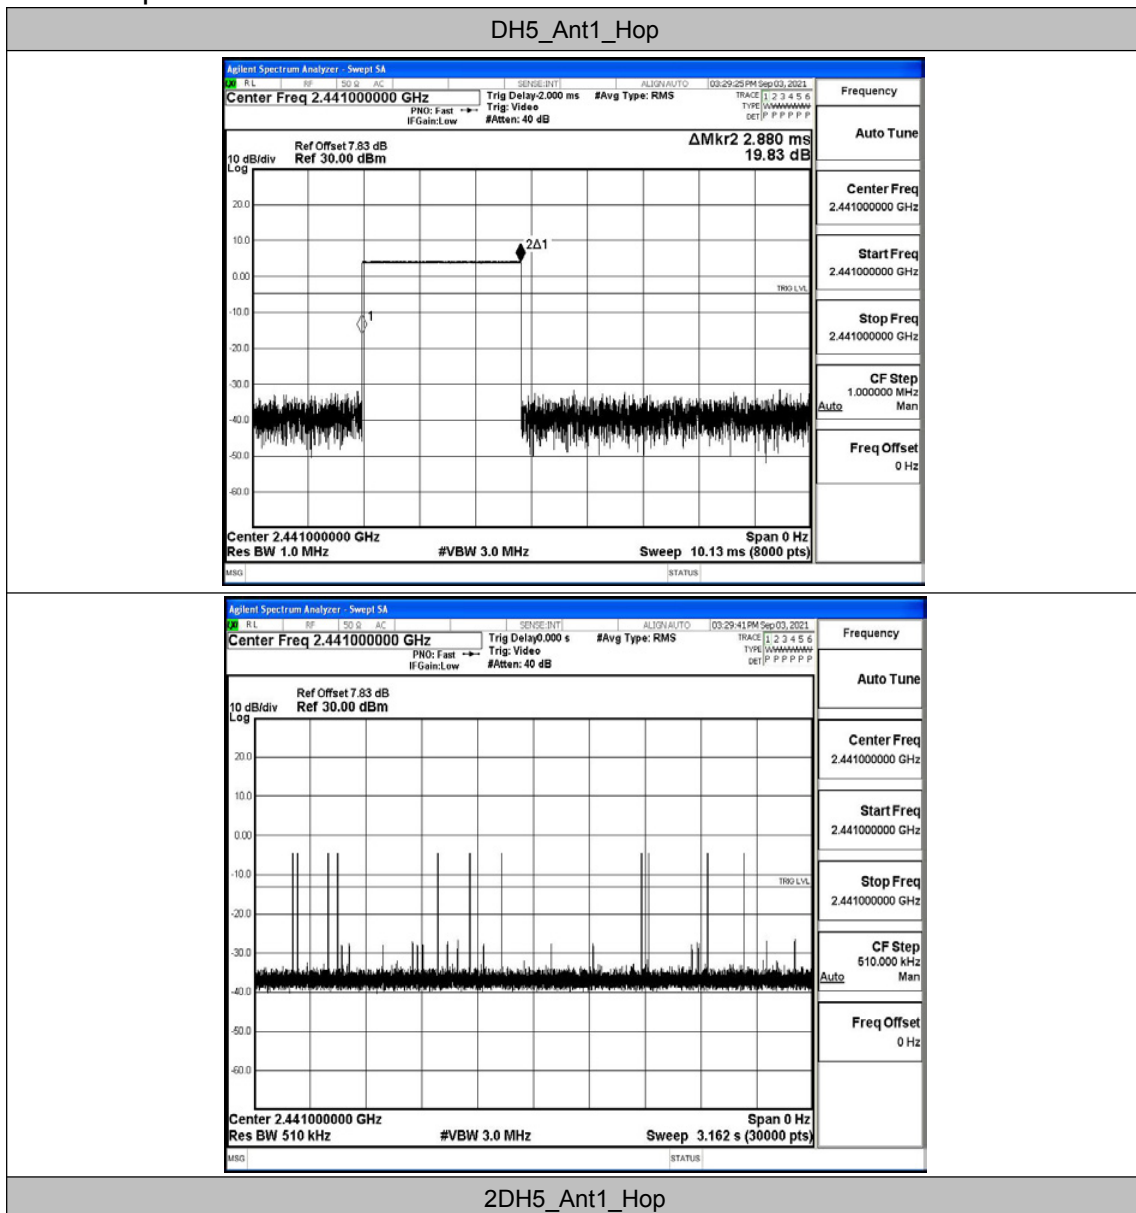 DH5_Ant1_Hop
Agilent Spectrum Analyzer - Swept SA
RL RF 50 Ω AC SENSE:INT ALIGNAUTO 03:29:25 PM Sep 03, 2021
Center Freq 2.441000000 GHz
PNO: Fast
IFGain:Low
Trig Delay-2.000 ms
Trig: Video
#Atten: 40 dB
#Avg Type: RMS
TRACE 1 2 3 4 5 6
TYPE
DET P P P P P P
Frequency
Ref Offset 7.83 dB
10 dB/div Ref 30.00 dBm
Log
ΔMkr2 2.880 ms
19.83 dB
20.0
10.0
0.00
-10.0
-20.0
-30.0
-40.0
-50.0
-60.0
2Δ1
1
TRIG LVL
Center 2.441000000 GHz
Span 0 Hz
Res BW 1.0 MHz #VBW 3.0 MHz Sweep 10.13 ms (8000 pts)
MSG STATUS
Auto Tune
Center Freq
2.441000000 GHz
Start Freq
2.441000000 GHz
Stop Freq
2.441000000 GHz
CF Step
1.000000 MHz
Auto Man
Freq Offset
0 Hz
Agilent Spectrum Analyzer - Swept SA
RL RF 50 Ω AC SENSE:INT ALIGNAUTO 03:29:41 PM Sep 03, 2021
Center Freq 2.441000000 GHz
PNO: Fast
IFGain:Low
Trig Delay0.000 s
Trig: Video
#Atten: 40 dB
#Avg Type: RMS
TRACE 1 2 3 4 5 6
TYPE
DET P P P P P P
Frequency
Ref Offset 7.83 dB
10 dB/div Ref 30.00 dBm
Log
20.0
10.0
0.00
-10.0
-20.0
-30.0
-40.0
-50.0
-60.0
TRIG LVL
Center 2.441000000 GHz
Span 0 Hz
Res BW 510 kHz #VBW 3.0 MHz Sweep 3.162 s (30000 pts)
MSG STATUS
Auto Tune
Center Freq
2.441000000 GHz
Start Freq
2.441000000 GHz
Stop Freq
2.441000000 GHz
CF Step
510.000 kHz
Auto Man
Freq Offset
0 Hz
2DH5_Ant1_Hop